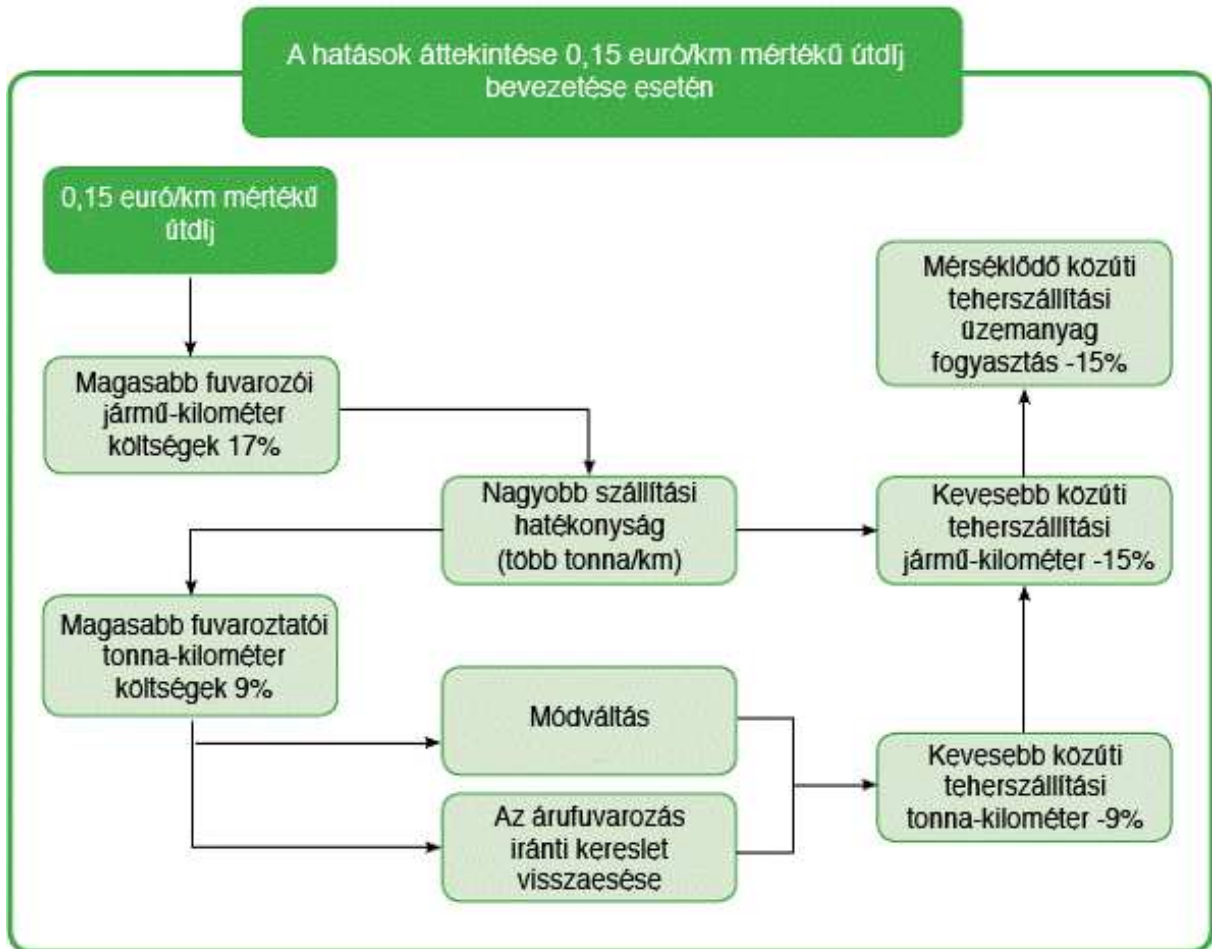 A hatások áttekintése 0,15 euró/km mértékű útdíj
bevezetése esetén
0,15 euró/km mértékű
útdíj
Magasabb fuvarozói
jármű-kilométer
költségek 17%
Nagyobb szállítási
hatékonyság
(több tonna/km)
Magasabb fuvaroztatói
tonna-kilométer
költségek 9%
Módváltás
Az árufuvarozás
iránti kereslet
visszaesése
Kevesebb közúti
teherszállítási
tonna-kilométer -9%
Kevesebb közúti
teherszállítási
jármű-kilométer -15%
Mérséklődő közúti
teherszállítási
üzemanyag
fogyasztás -15%